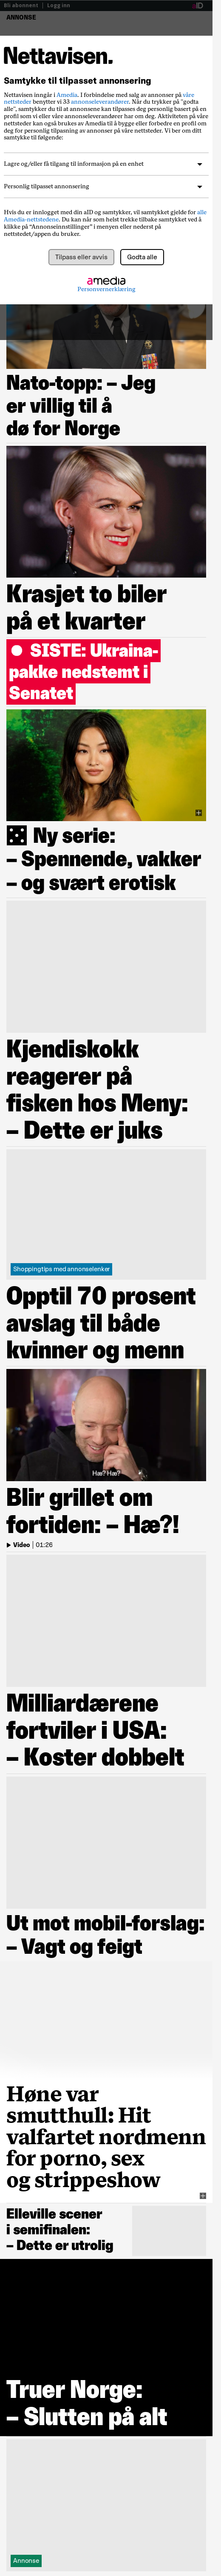 Bli abonnent | Logg inn
aID
ANNONSE
Nettavisen.
Samtykke til tilpasset annonsering
Nettavisen inngår i Amedia. I forbindelse med salg av annonser på våre
nettsteder benytter vi 33 annonseleverandører. Når du trykker på "godta
alle", samtykker du til at annonsene kan tilpasses deg basert på en
profil som vi eller våre annonseleverandører har om deg. Aktiviteten på våre
nettsteder kan også brukes av Amedia til å bygge eller forbedre en profil om
deg for personlig tilpasning av annonser på våre nettsteder. Vi ber om ditt
samtykke til følgende:
Lagre og/eller få tilgang til informasjon på en enhet
Personlig tilpasset annonsering
Hvis du er innlogget med din aID og samtykker, vil samtykket gjelde for alle
Amedia-nettstedene. Du kan når som helst trekke tilbake samtykket ved å
klikke på "Annonseinnstillinger" i menyen nederst på
nettstedet/appen du bruker.
Tilpass eller avvis
Godta alle
amedia
Personvernerklæring
Nato-topp: – Jeg
er villig til å
dø for Norge
Krasjet to biler
på et kvarter
SISTE: Ukraina-
pakke nedstemt i
Senatet
Ny serie:
– Spennende, vakker
– og svært erotisk
Kjendiskokk
reagerer på
fisken hos Meny:
– Dette er juks
Shoppingtips med annonselenker
Opptil 70 prosent
avslag til både
kvinner og menn
Hæ? Hæ?
Blir grillet om
fortiden: – Hæ?!
Video | 01:26
Milliardærene
fortviler i USA:
– Koster dobbelt
Ut mot mobil-forslag:
– Vagt og feigt
Høne var
smutthull: Hit
valfartet nordmenn
for porno, sex
og strippeshow
Elleville scener
i semifinalen:
– Dette er utrolig
Truer Norge:
– Slutten på alt
Annonse